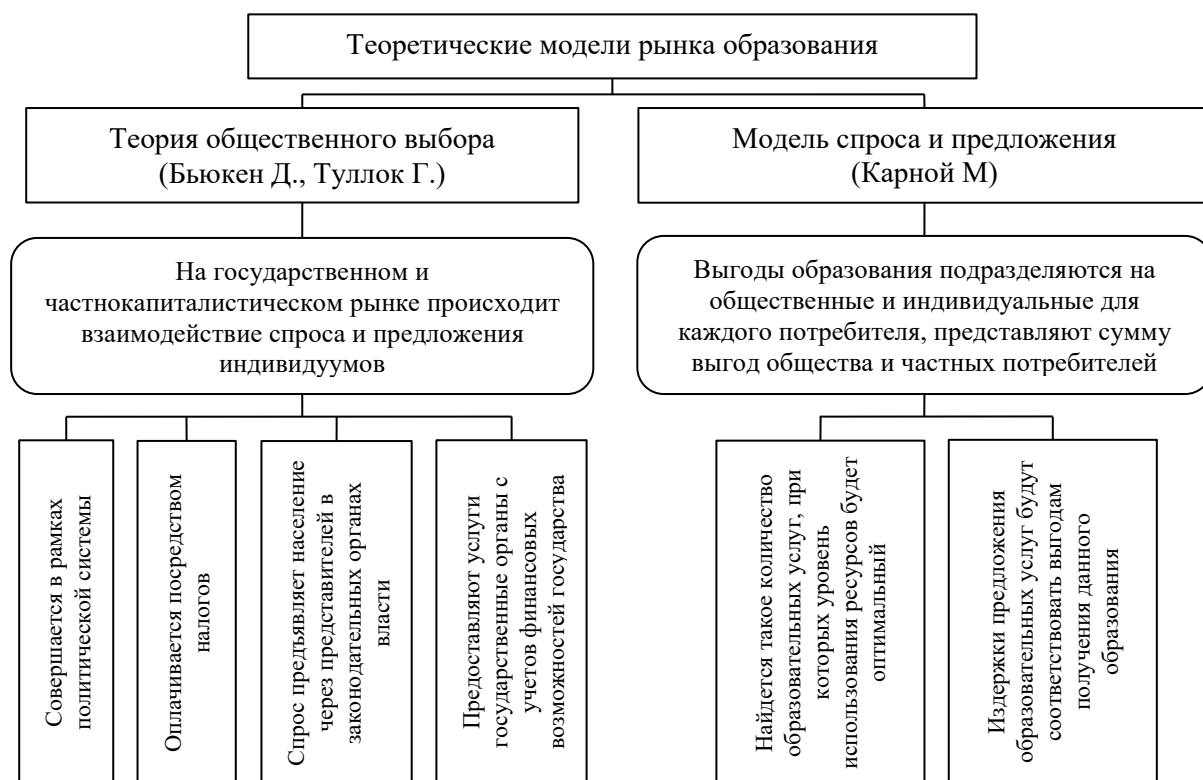 Теоретические модели рынка образования
Теория общественного выбора
(Бьюкен Д., Туллок Г.)
Модель спроса и предложения
(Карной М)
На государственном и
частнокапиталистическом рынке происходит
взаимодействие спроса и предложения
индивидуумов
Выгоды образования подразделяются на
общественные и индивидуальные для
каждого потребителя, представляют сумму
выгод общества и частных потребителей
Совершается в рамках
политической системы
Оплачивается посредством
налогов
Спрос предъявляет население
через представителей в
законодательных органах
власти
Предоставляют услуги
государственные органы с
учетов финансовых
возможностей государства
Найдется такое количество
образовательных услуг, при
которых уровень
использования ресурсов будет
оптимальный
Издержки предложения
образовательных услуг будут
соответствовать выгодам
получения данного
образования